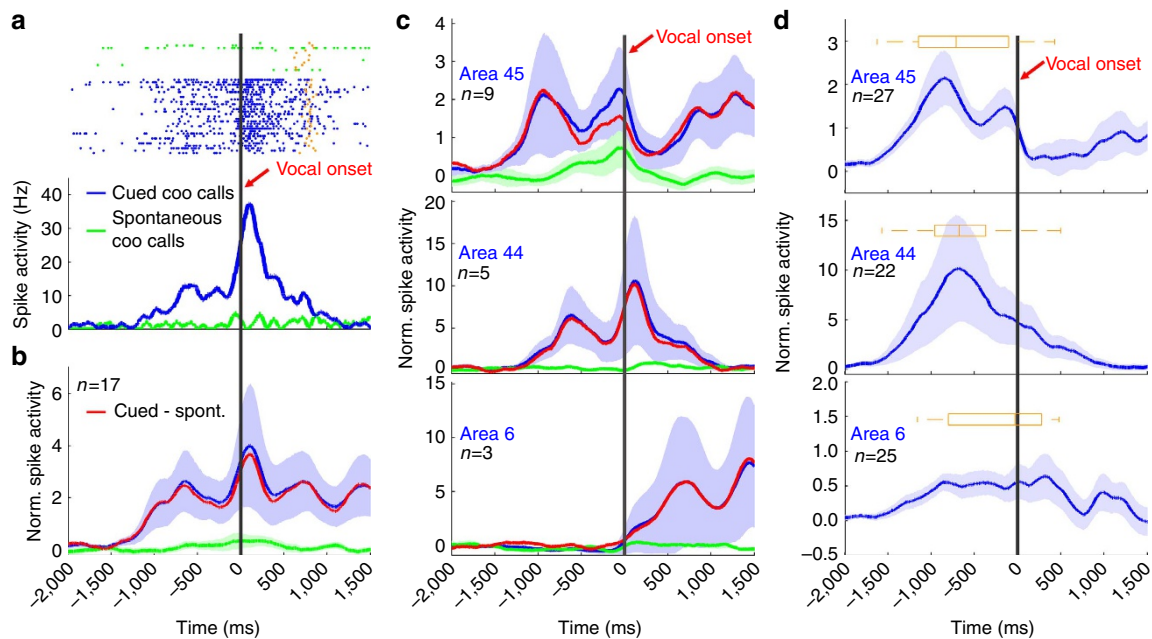 a
Vocal onset
Spike activity (Hz)
45
40
30
20
10
0
Cued coo calls
Spontaneous
coo calls
b
n=17
Cued - spont.
Norm. spike activity
6
4
2
0
–2,000
–1,500
–1,000
–500
0
500
1,000
1,500
Time (ms)
c
Vocal onset
Area 45
n=9
4
3
2
1
0
Area 44
n=5
20
15
10
5
0
Norm. spike activity
Area 6
n=3
15
10
5
0
–2,000
–1,500
–1,000
–500
0
500
1,000
1,500
Time (ms)
d
Vocal onset
Area 45
n=27
3
2
1
0
Area 44
n=22
15
10
5
0
Norm. spike activity
Area 6
n=25
2.0
1.5
1.0
0.5
0.0
–0.5
–2,000
–1,500
–1,000
–500
0
500
1,000
1,500
Time (ms)